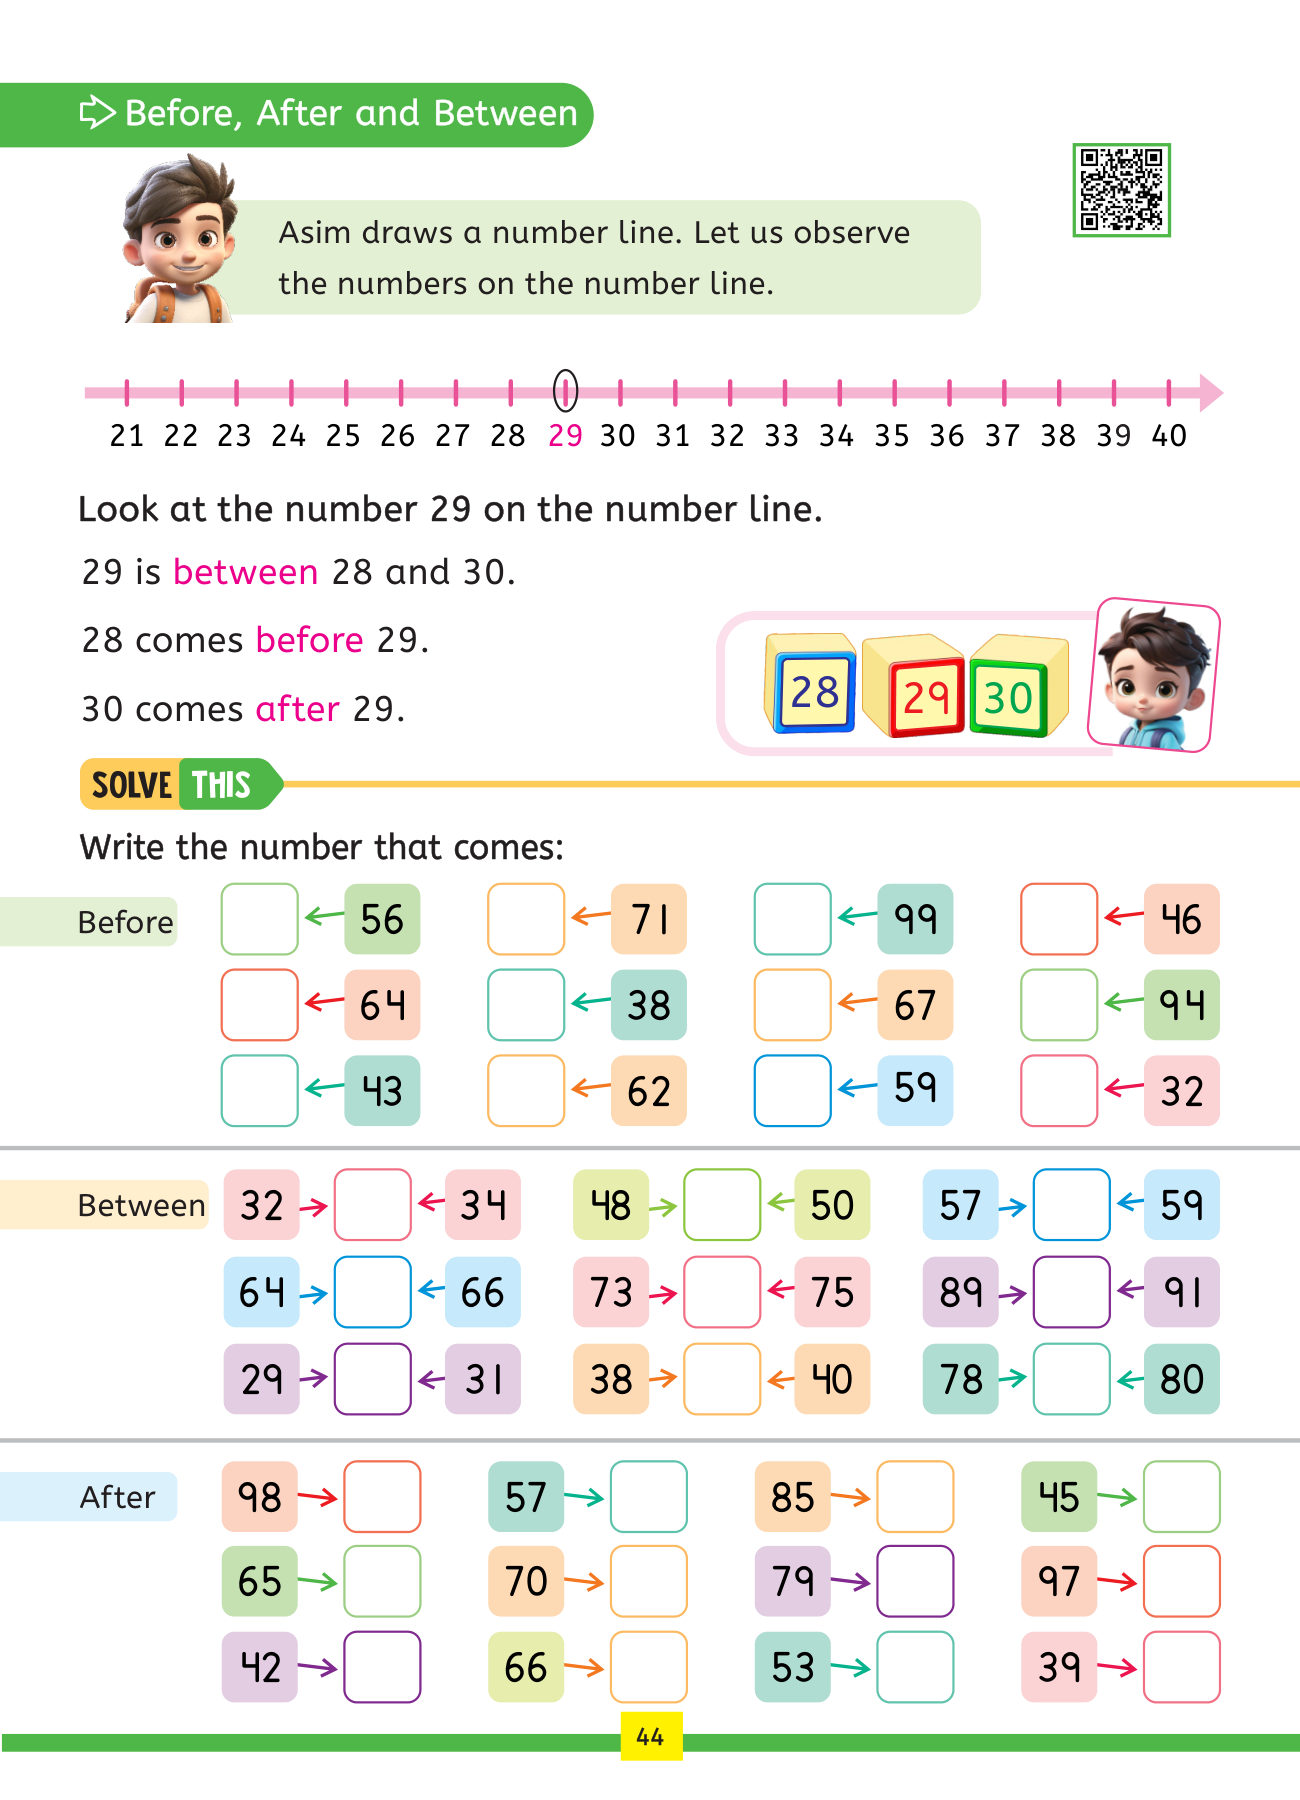 Before, After and Between
Asim draws a number line. Let us observe
the numbers on the number line.
21 22 23 24 25 26 27 28 29 30 31 32 33 34 35 36 37 38 39 40
Look at the number 29 on the number line.
29 is between 28 and 30.
28 comes before 29.
30 comes after 29.
28 29 30
SOLVE THIS
Write the number that comes:
Before
56 71 99 46
64 38 67 94
43 62 59 32
Between
32 34 48 50 57 59
64 66 73 75 89 91
29 31 38 40 78 80
After
98 57 85 45
65 70 79 97
42 66 53 39
44